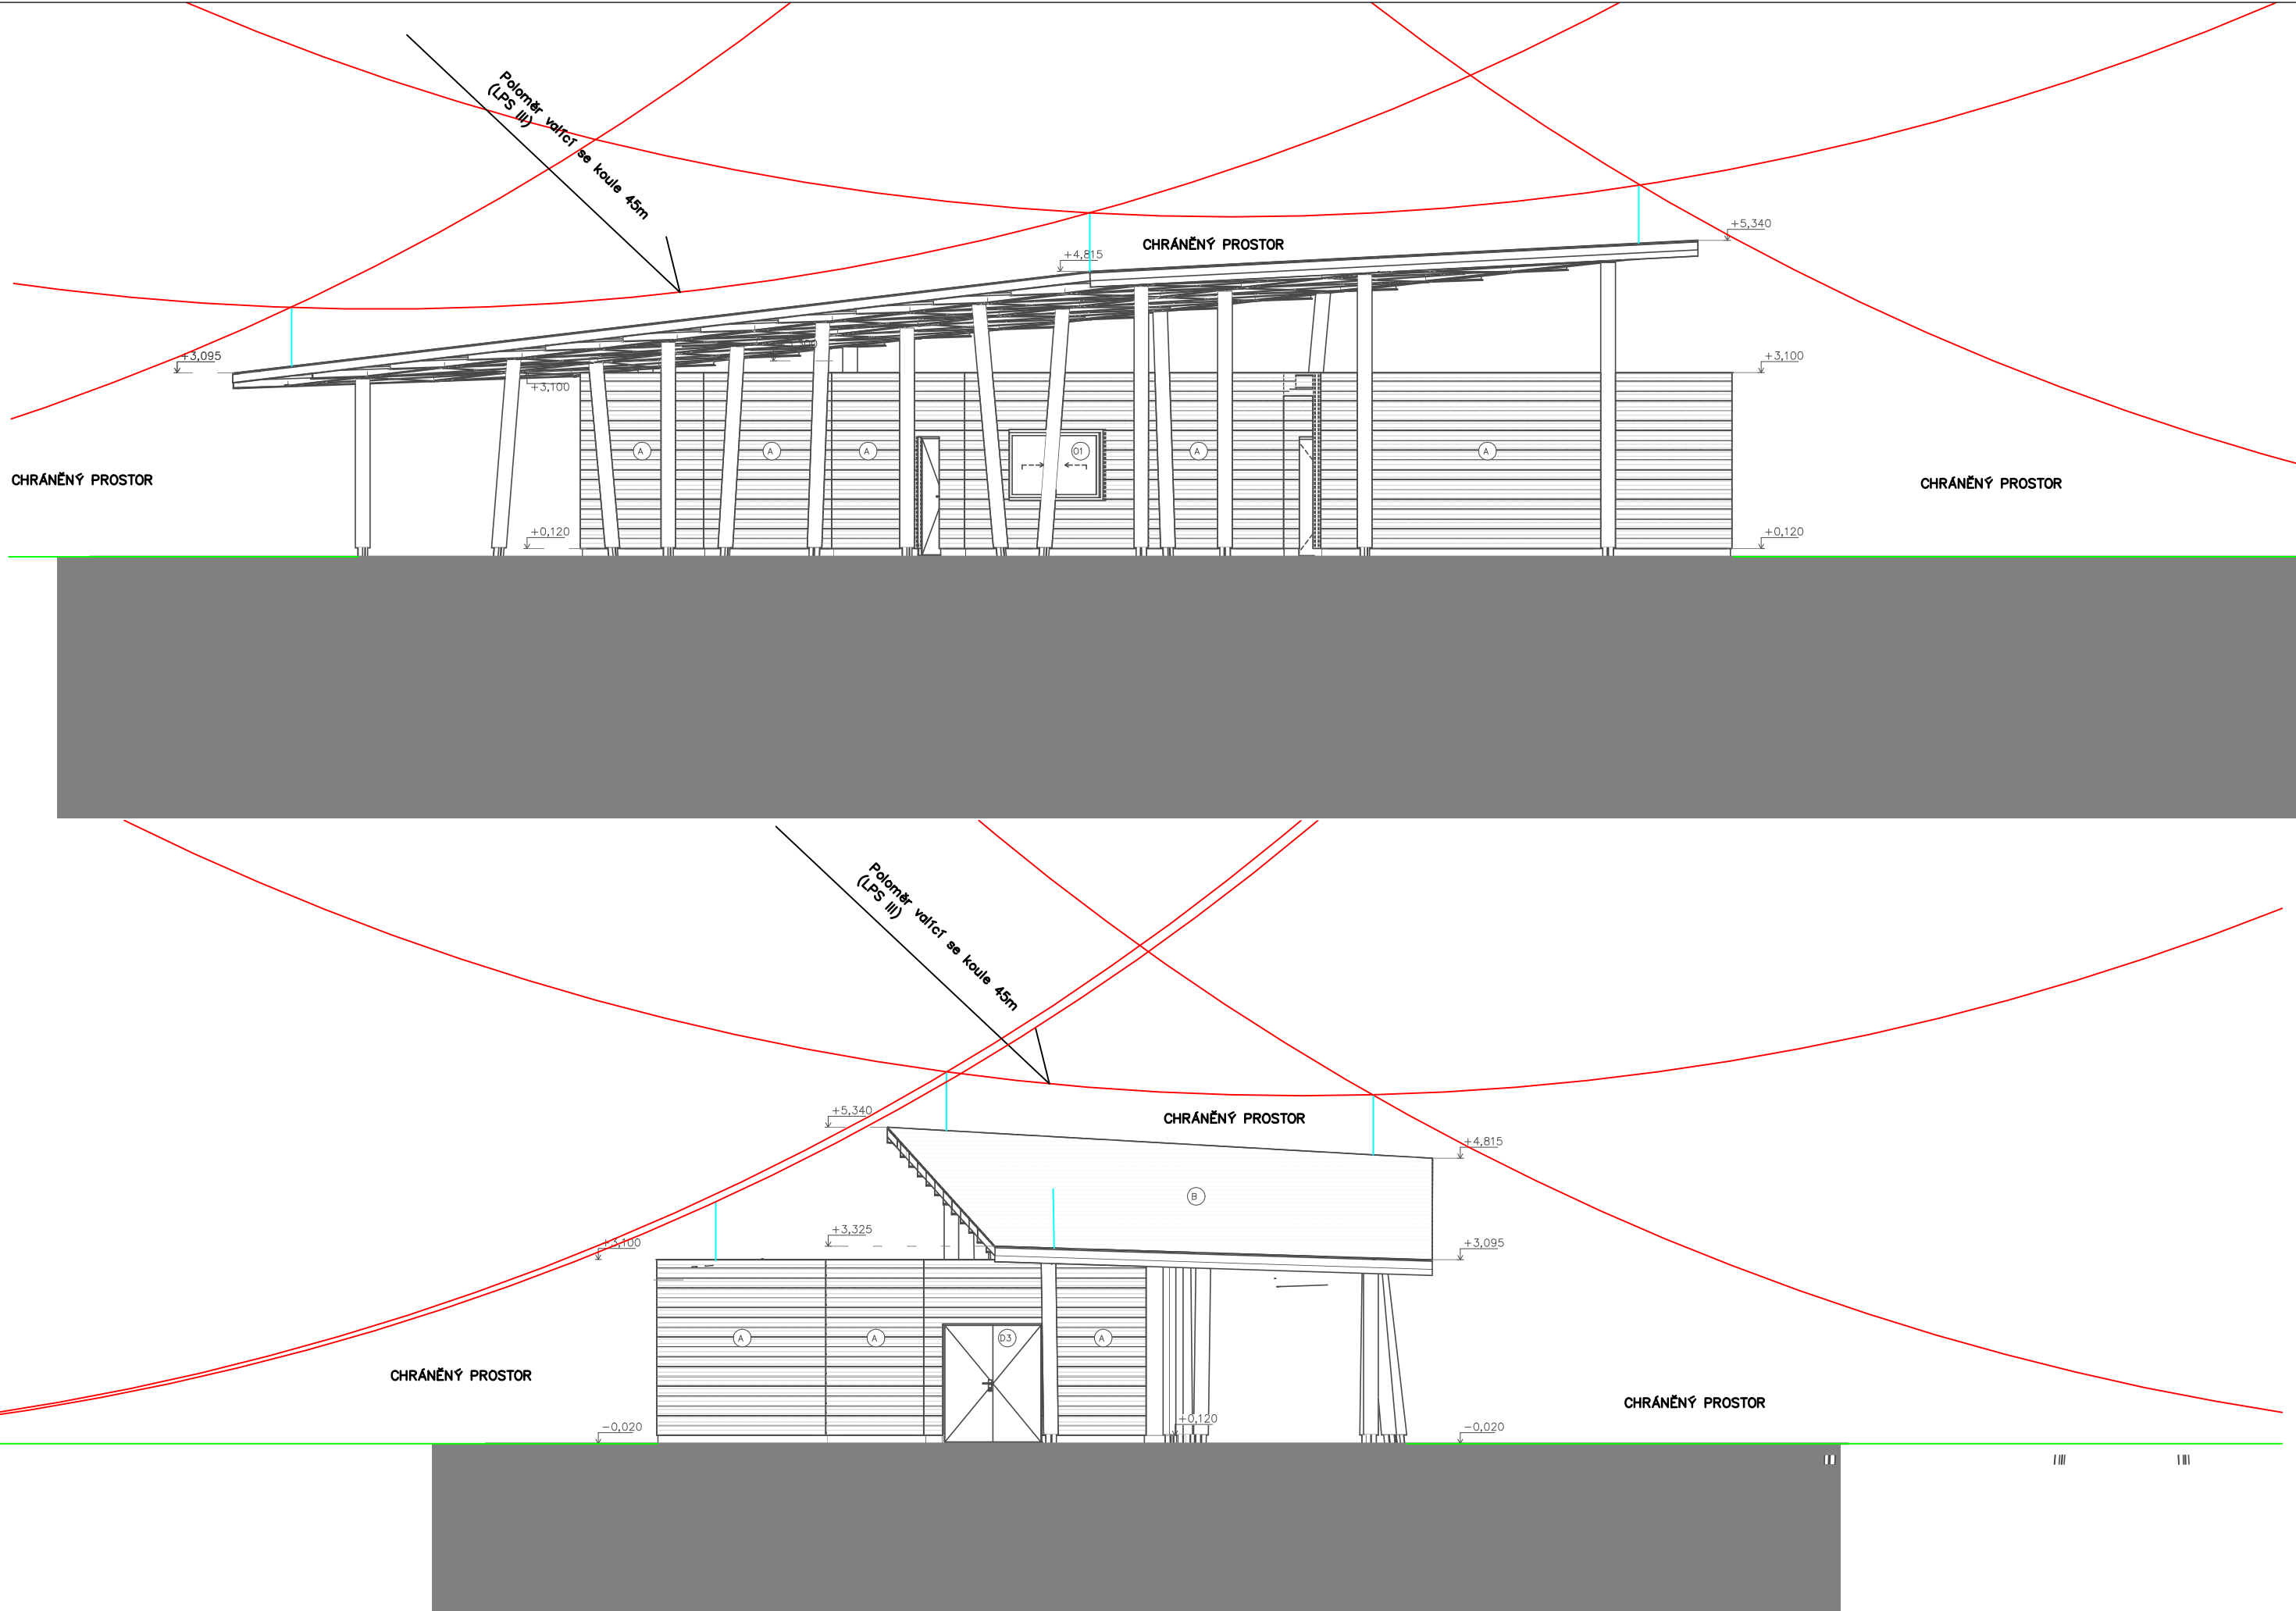 Poloměr valící se koule 45m
(LPS III)
+5,340
CHRÁNĚNÝ PROSTOR
+4,815
+3,095
+3,100
+3,100
A
A
A
01
A
A
CHRÁNĚNÝ PROSTOR
CHRÁNĚNÝ PROSTOR
+0,120
+0,120
Poloměr valící se koule 45m
(LPS III)
+5,340
CHRÁNĚNÝ PROSTOR
+4,815
B
+3,325
+3,100
+3,095
A
A
D3
A
CHRÁNĚNÝ PROSTOR
CHRÁNĚNÝ PROSTOR
+0,120
-0,020
-0,020